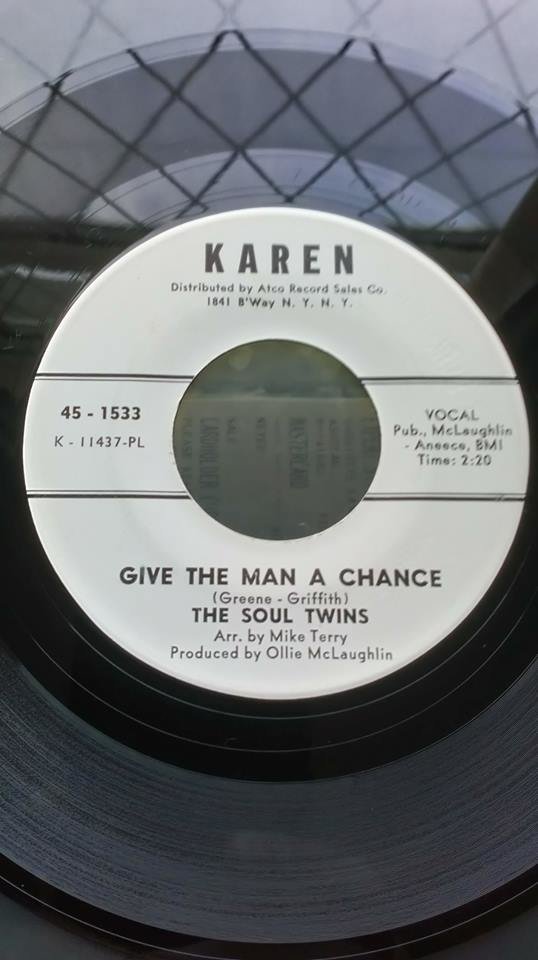 KAREN
Distributed by Atco Record Sales Co.
1841 B'Way N. Y. N. Y.
45 - 1533
K - 11437-PL
VOCAL
Pub., McLaughlin
- Aneece, BMI
Time: 2:20
GIVE THE MAN A CHANCE
(Greene - Griffith)
THE SOUL TWINS
Arr. by Mike Terry
Produced by Ollie McLaughlin